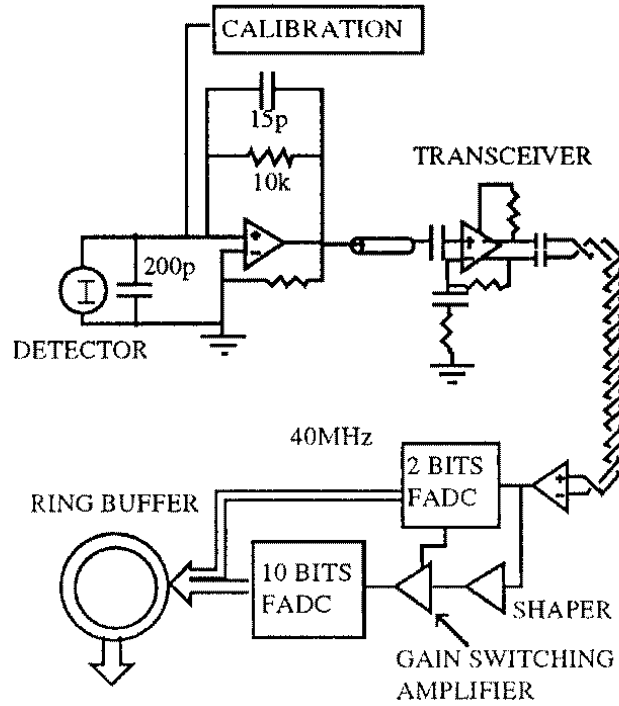 CALIBRATION
15p
10k
TRANSCEIVER
200p
I
DETECTOR
+
-
+
-
-
40MHz
2 BITS
FADC
+
-
RING BUFFER
10 BITS
FADC
SHAPER
GAIN SWITCHING
AMPLIFIER